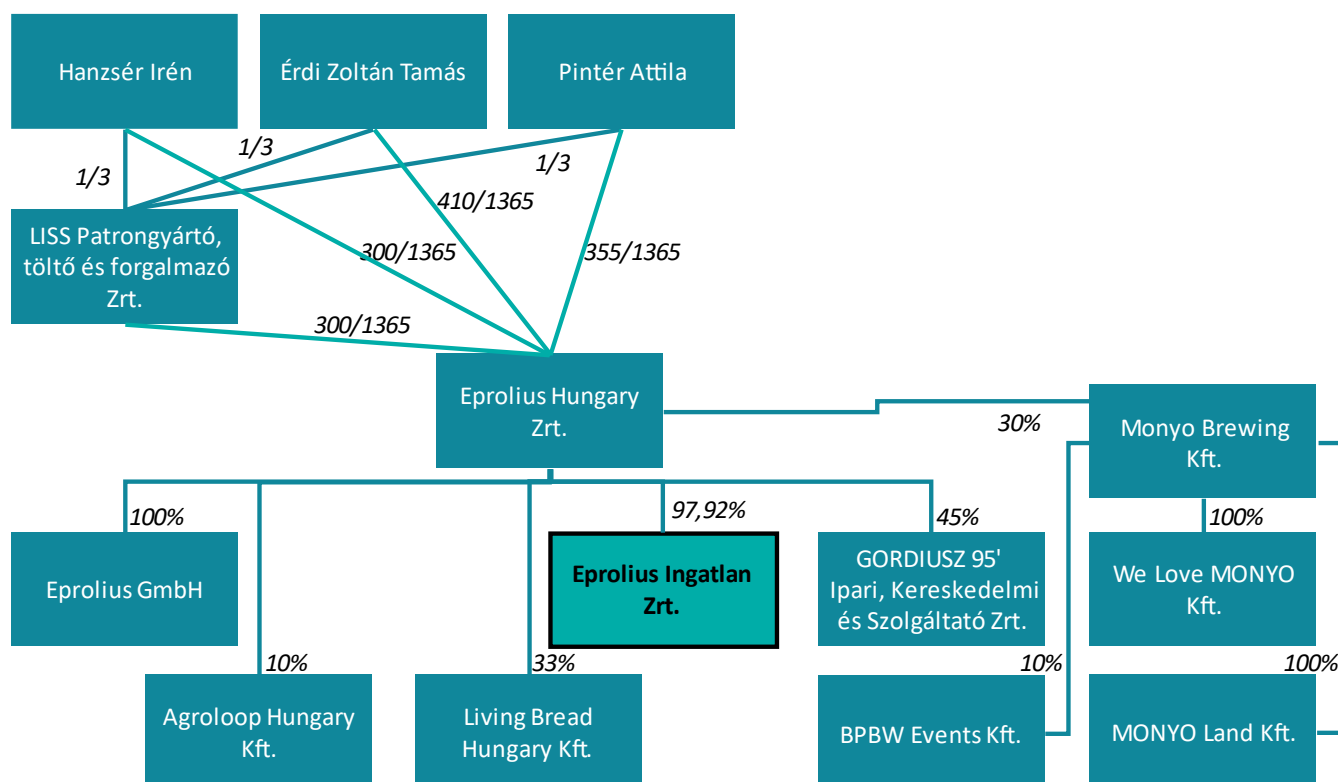 Hanzsér Irén
Érdi Zoltán Tamás
Pintér Attila
1/3
1/3
1/3
LISS Patrongyártó,
töltő és forgalmazó
Zrt.
410/1365
300/1365
355/1365
300/1365
Eprolius Hungary
Zrt.
30%
Monyo Brewing
Kft.
100%
97,92%
45%
100%
Eprolius GmbH
Eprolius Ingatlan
Zrt.
GORDIUSZ 95'
Ipari, Kereskedelmi
és Szolgáltató Zrt.
We Love MONYO
Kft.
10%
33%
10%
100%
Agroloop Hungary
Kft.
Living Bread
Hungary Kft.
BPBW Events Kft.
MONYO Land Kft.